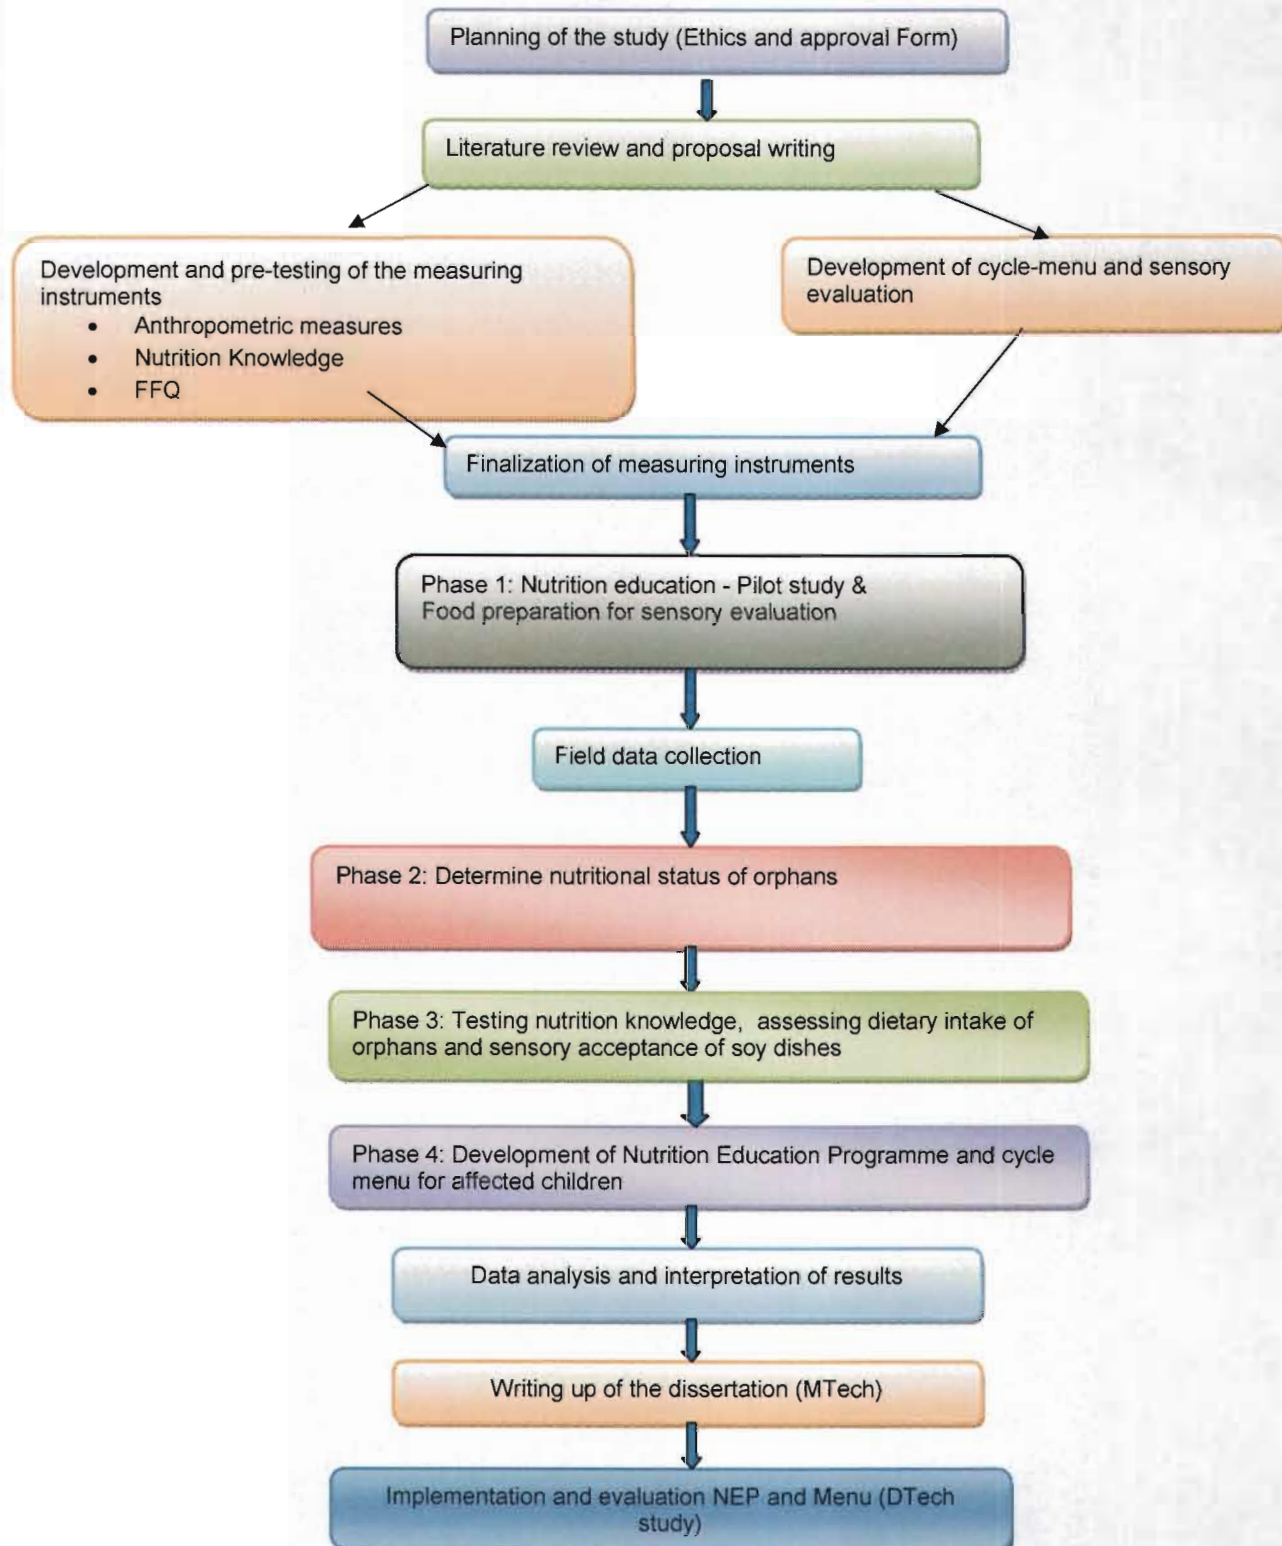 Planning of the study (Ethics and approval Form)
Literature review and proposal writing
Development and pre-testing of the measuring
instruments
• Anthropometric measures
• Nutrition Knowledge
• FFQ
Development of cycle-menu and sensory
evaluation
Finalization of measuring instruments
Phase 1: Nutrition education - Pilot study &
Food preparation for sensory evaluation
Field data collection
Phase 2: Determine nutritional status of orphans
Phase 3: Testing nutrition knowledge, assessing dietary intake of
orphans and sensory acceptance of soy dishes
Phase 4: Development of Nutrition Education Programme and cycle
menu for affected children
Data analysis and interpretation of results
Writing up of the dissertation (MTech)
Implementation and evaluation NEP and Menu (DTech
study)